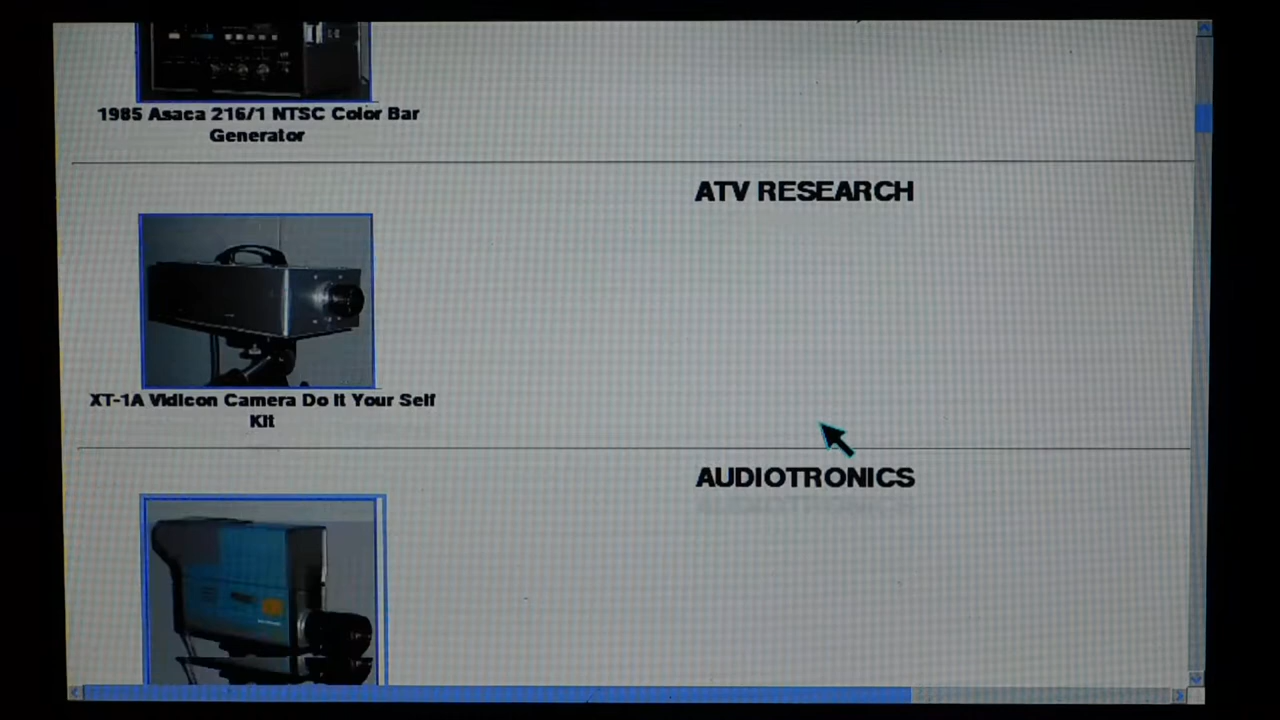 1985 Asaca 216/1 NTSC Color Bar
Generator
ATV RESEARCH
XT-1A Vidicon Camera Do It Your Self
Kit
AUDIOTRONICS